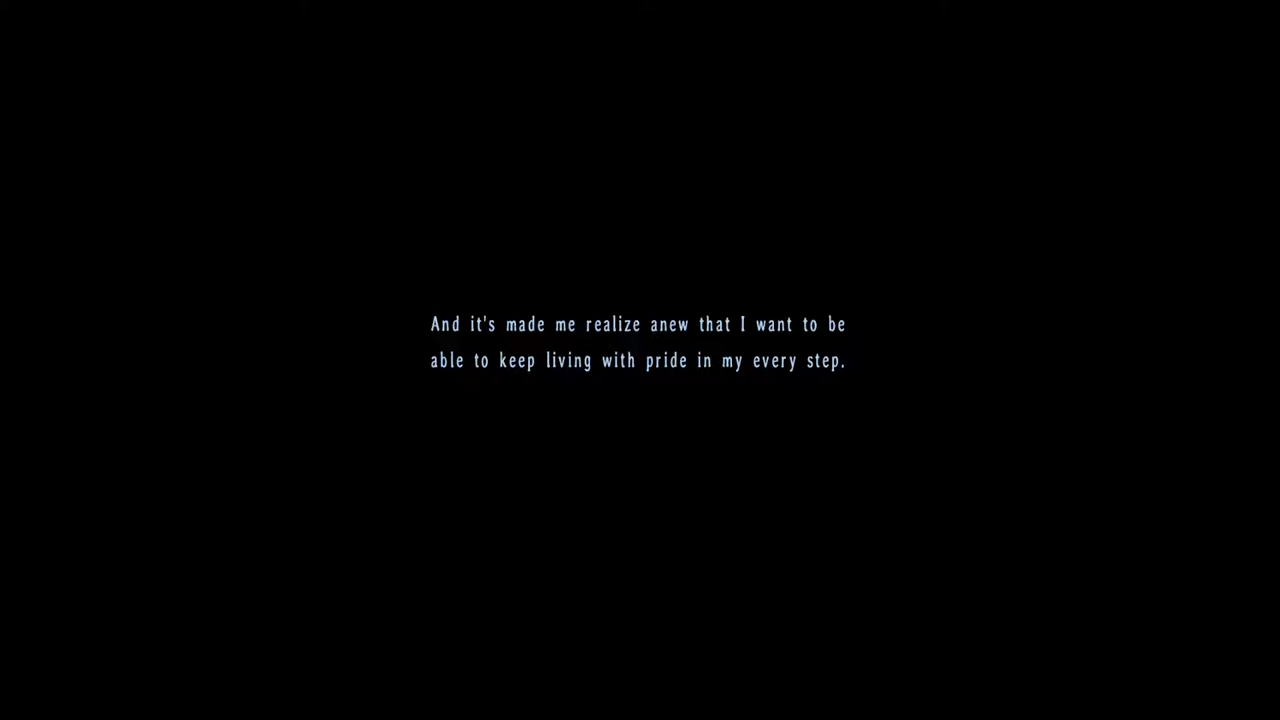 And it's made me realize anew that I want to be
able to keep living with pride in my every step.